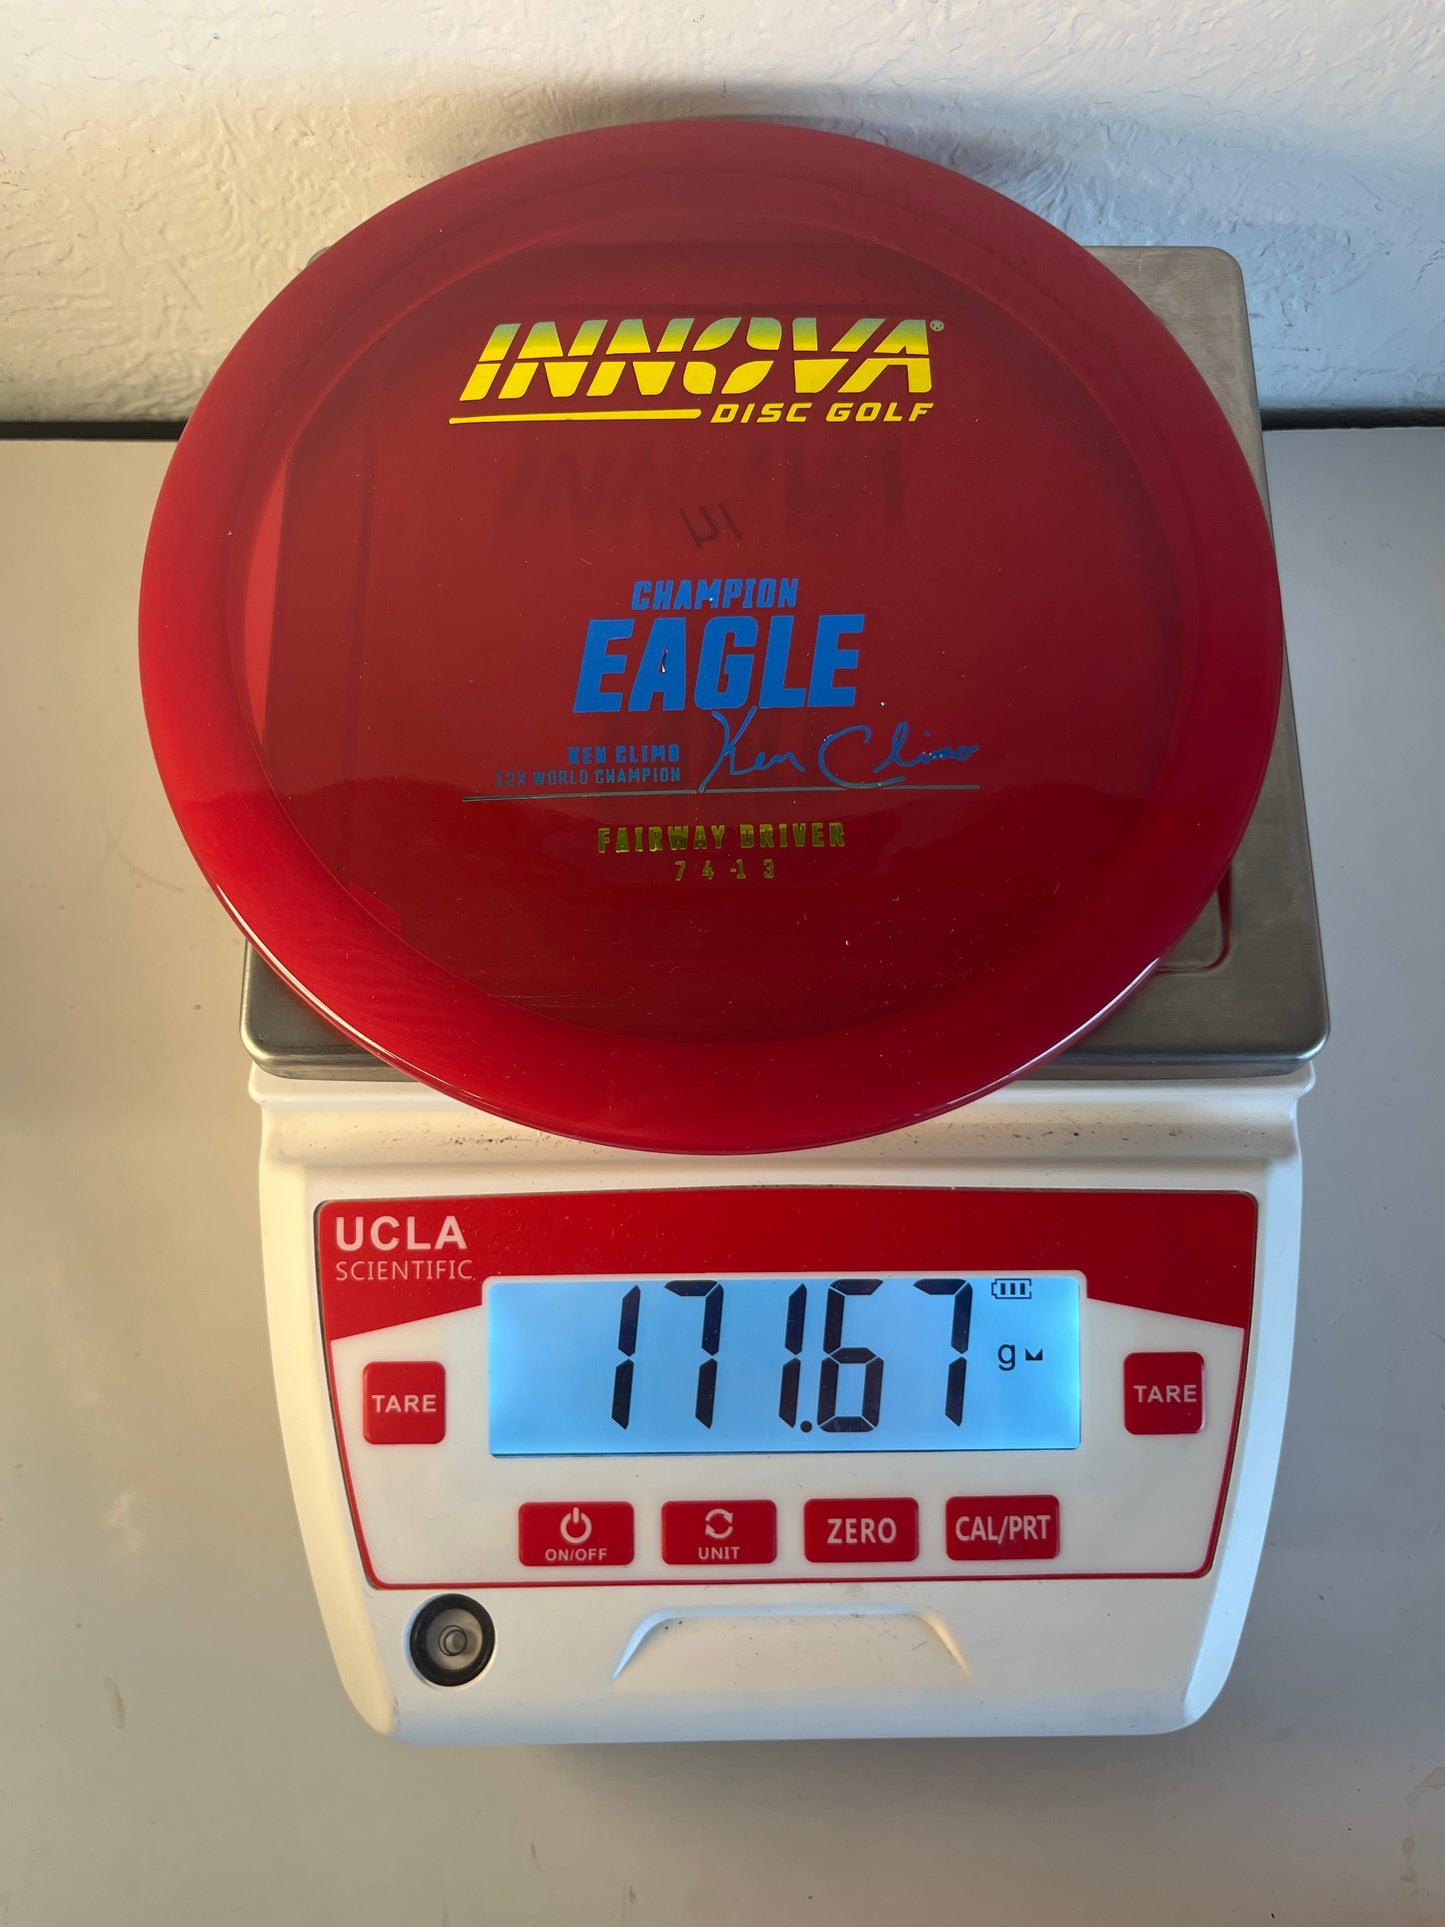 INNOVA®
DISC GOLF
CHAMPION
EAGLE
KEN CLIMO Ken Climo
12X WORLD CHAMPION
FAIRWAY DRIVER
7 4 -1 3
UCLA
SCIENTIFIC
171.67 g
TARE
TARE
ON/OFF
UNIT
ZERO
CAL/PRT